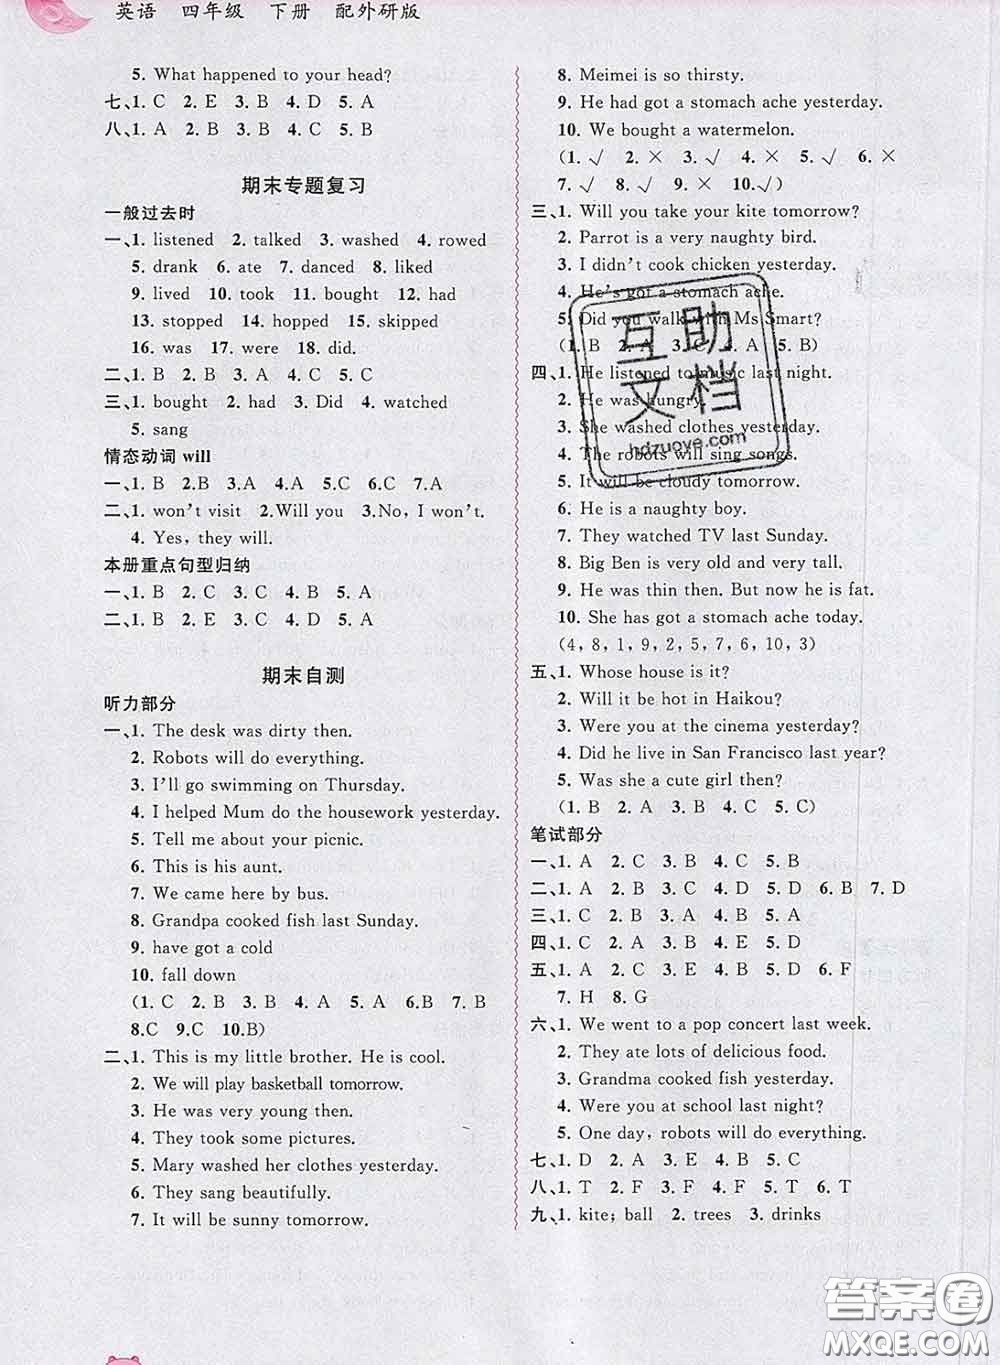 英语 四年级 下册 配外研版
5. What happened to your head?
七、1. C 2. E 3. B 4. D 5. A
八、1. A 2. B 3. B 4. A 5. B
期末专题复习
一般过去时
一、1. listened 2. talked 3. washed 4. rowed
5. drank 6. ate 7. danced 8. liked
9. lived 10. took 11. bought 12. had
13. stopped 14. hopped 15. skipped
16. was 17. were 18. did.
二、1. B 2. B 3. A 4. B 5. A
三、1. bought 2. had 3. Did 4. watched
5. sang
情态动词 will
一、1. B 2.B 3.A 4.A 5.C 6.C 7.A
二、1. won't visit 2.Will you 3.No, I won't.
4. Yes, they will.
本册重点句型归纳
一、1. B 2. C 3. C 4. B 5. A
二、1. B 2. C 3. B 4. A 5. A
期末自测
听力部分
一、1. The desk was dirty then.
2. Robots will do everything.
3. I'll go swimming on Thursday.
4. I helped Mum do the housework yesterday.
5. Tell me about your picnic.
6. This is his aunt.
7. We came here by bus.
8. Grandpa cooked fish last Sunday.
9. have got a cold
10. fall down
(1. C 2. C 3. A 4. A 5. A 6.B 7. B
8.C 9.C 10.B)
二、1. This is my little brother. He is cool.
2. We will play basketball tomorrow.
3. He was very young then.
4. They took some pictures.
5. Mary washed her clothes yesterday.
6. They sang beautifully.
7. It will be sunny tomorrow.
8. Meimei is so thirsty.
9. He had got a stomach ache yesterday.
10. We bought a watermelon.
(1. √ 2. × 3. × 4. × 5. √ 6. ×
7. √ 8. √ 9. × 10. √)
三、1. Will you take your kite tomorrow?
2. Parrot is a very naughty bird.
3. I didn't cook chicken yesterday.
4. He's got a stomach ache.
5. Did you walk with Ms Smart?
(1. B 2. A 3. C 4. A 5. B)
四、1. He listened to music last night.
2. He was hungry.
3. She washed clothes yesterday.
4. The robots will sing songs.
5. It will be cloudy tomorrow.
6. He is a naughty boy.
7. They watched TV last Sunday.
8. Big Ben is very old and very tall.
9. He was thin then. But now he is fat.
10. She has got a stomach ache today.
(4, 8, 1, 9, 2, 5, 7, 6, 10, 3)
五、1. Whose house is it?
2. Will it be hot in Haikou?
3. Were you at the cinema yesterday?
4. Did he live in San Francisco last year?
5. Was she a cute girl then?
(1. B 2. A 3. B 4. C 5. C)
笔试部分
一、1. A 2. C 3. B 4. C 5. B
二、1. A 2. B 3. C 4. D 5. D 6. B 7. D
三、1. C 2. B 3. A 4. B 5. A
四、1. C 2. A 3. B 4. E 5. D
五、1. A 2. C 3. E 4. B 5. D 6. F
7. H 8. G
六、1. We went to a pop concert last week.
2. They ate lots of delicious food.
3. Grandma cooked fish yesterday.
4. Were you at school last night?
5. One day, robots will do everything.
七、1. D 2. A 3. E 4. B 5. C
八、1. T 2. F 3. F 4. F 5. T 6. T
九、1. kite; ball 2. trees 3. drinks
互助
文档
hdzuoye.com
答案圈
MXQE.COM